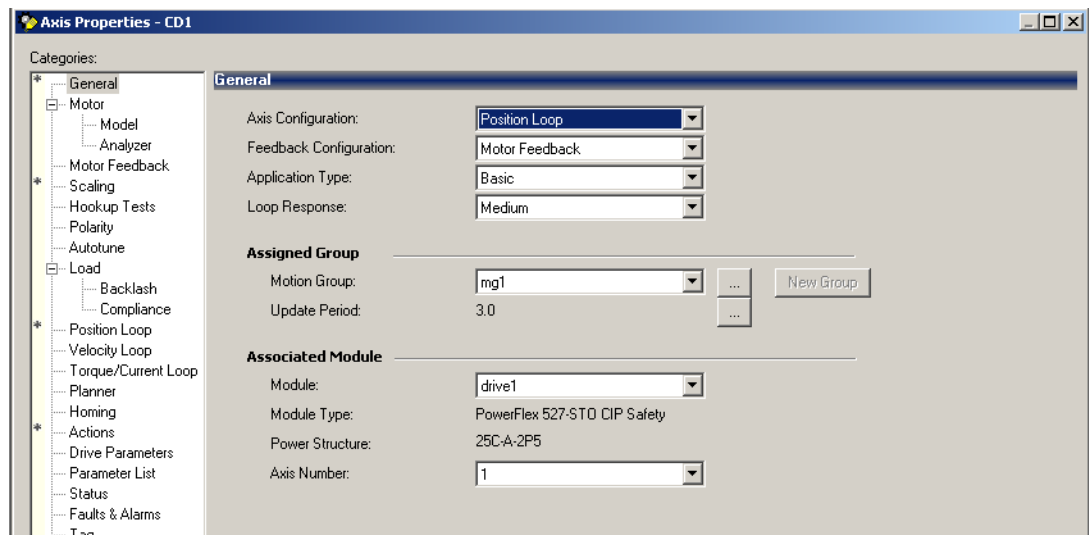 Axis Properties - CD1
Categories:
* General
Motor
Model
Analyzer
Motor Feedback
* Scaling
Hookup Tests
Polarity
Autotune
Load
Backlash
Compliance
* Position Loop
Velocity Loop
Torque/Current Loop
Planner
Homing
* Actions
Drive Parameters
Parameter List
Status
Faults & Alarms
Tag
General
Axis Configuration: Position Loop
Feedback Configuration: Motor Feedback
Application Type: Basic
Loop Response: Medium
Assigned Group
Motion Group: mg1 ... New Group
Update Period: 3.0 ...
Associated Module
Module: drive1
Module Type: PowerFlex 527-STO CIP Safety
Power Structure: 25C-A-2P5
Axis Number: 1